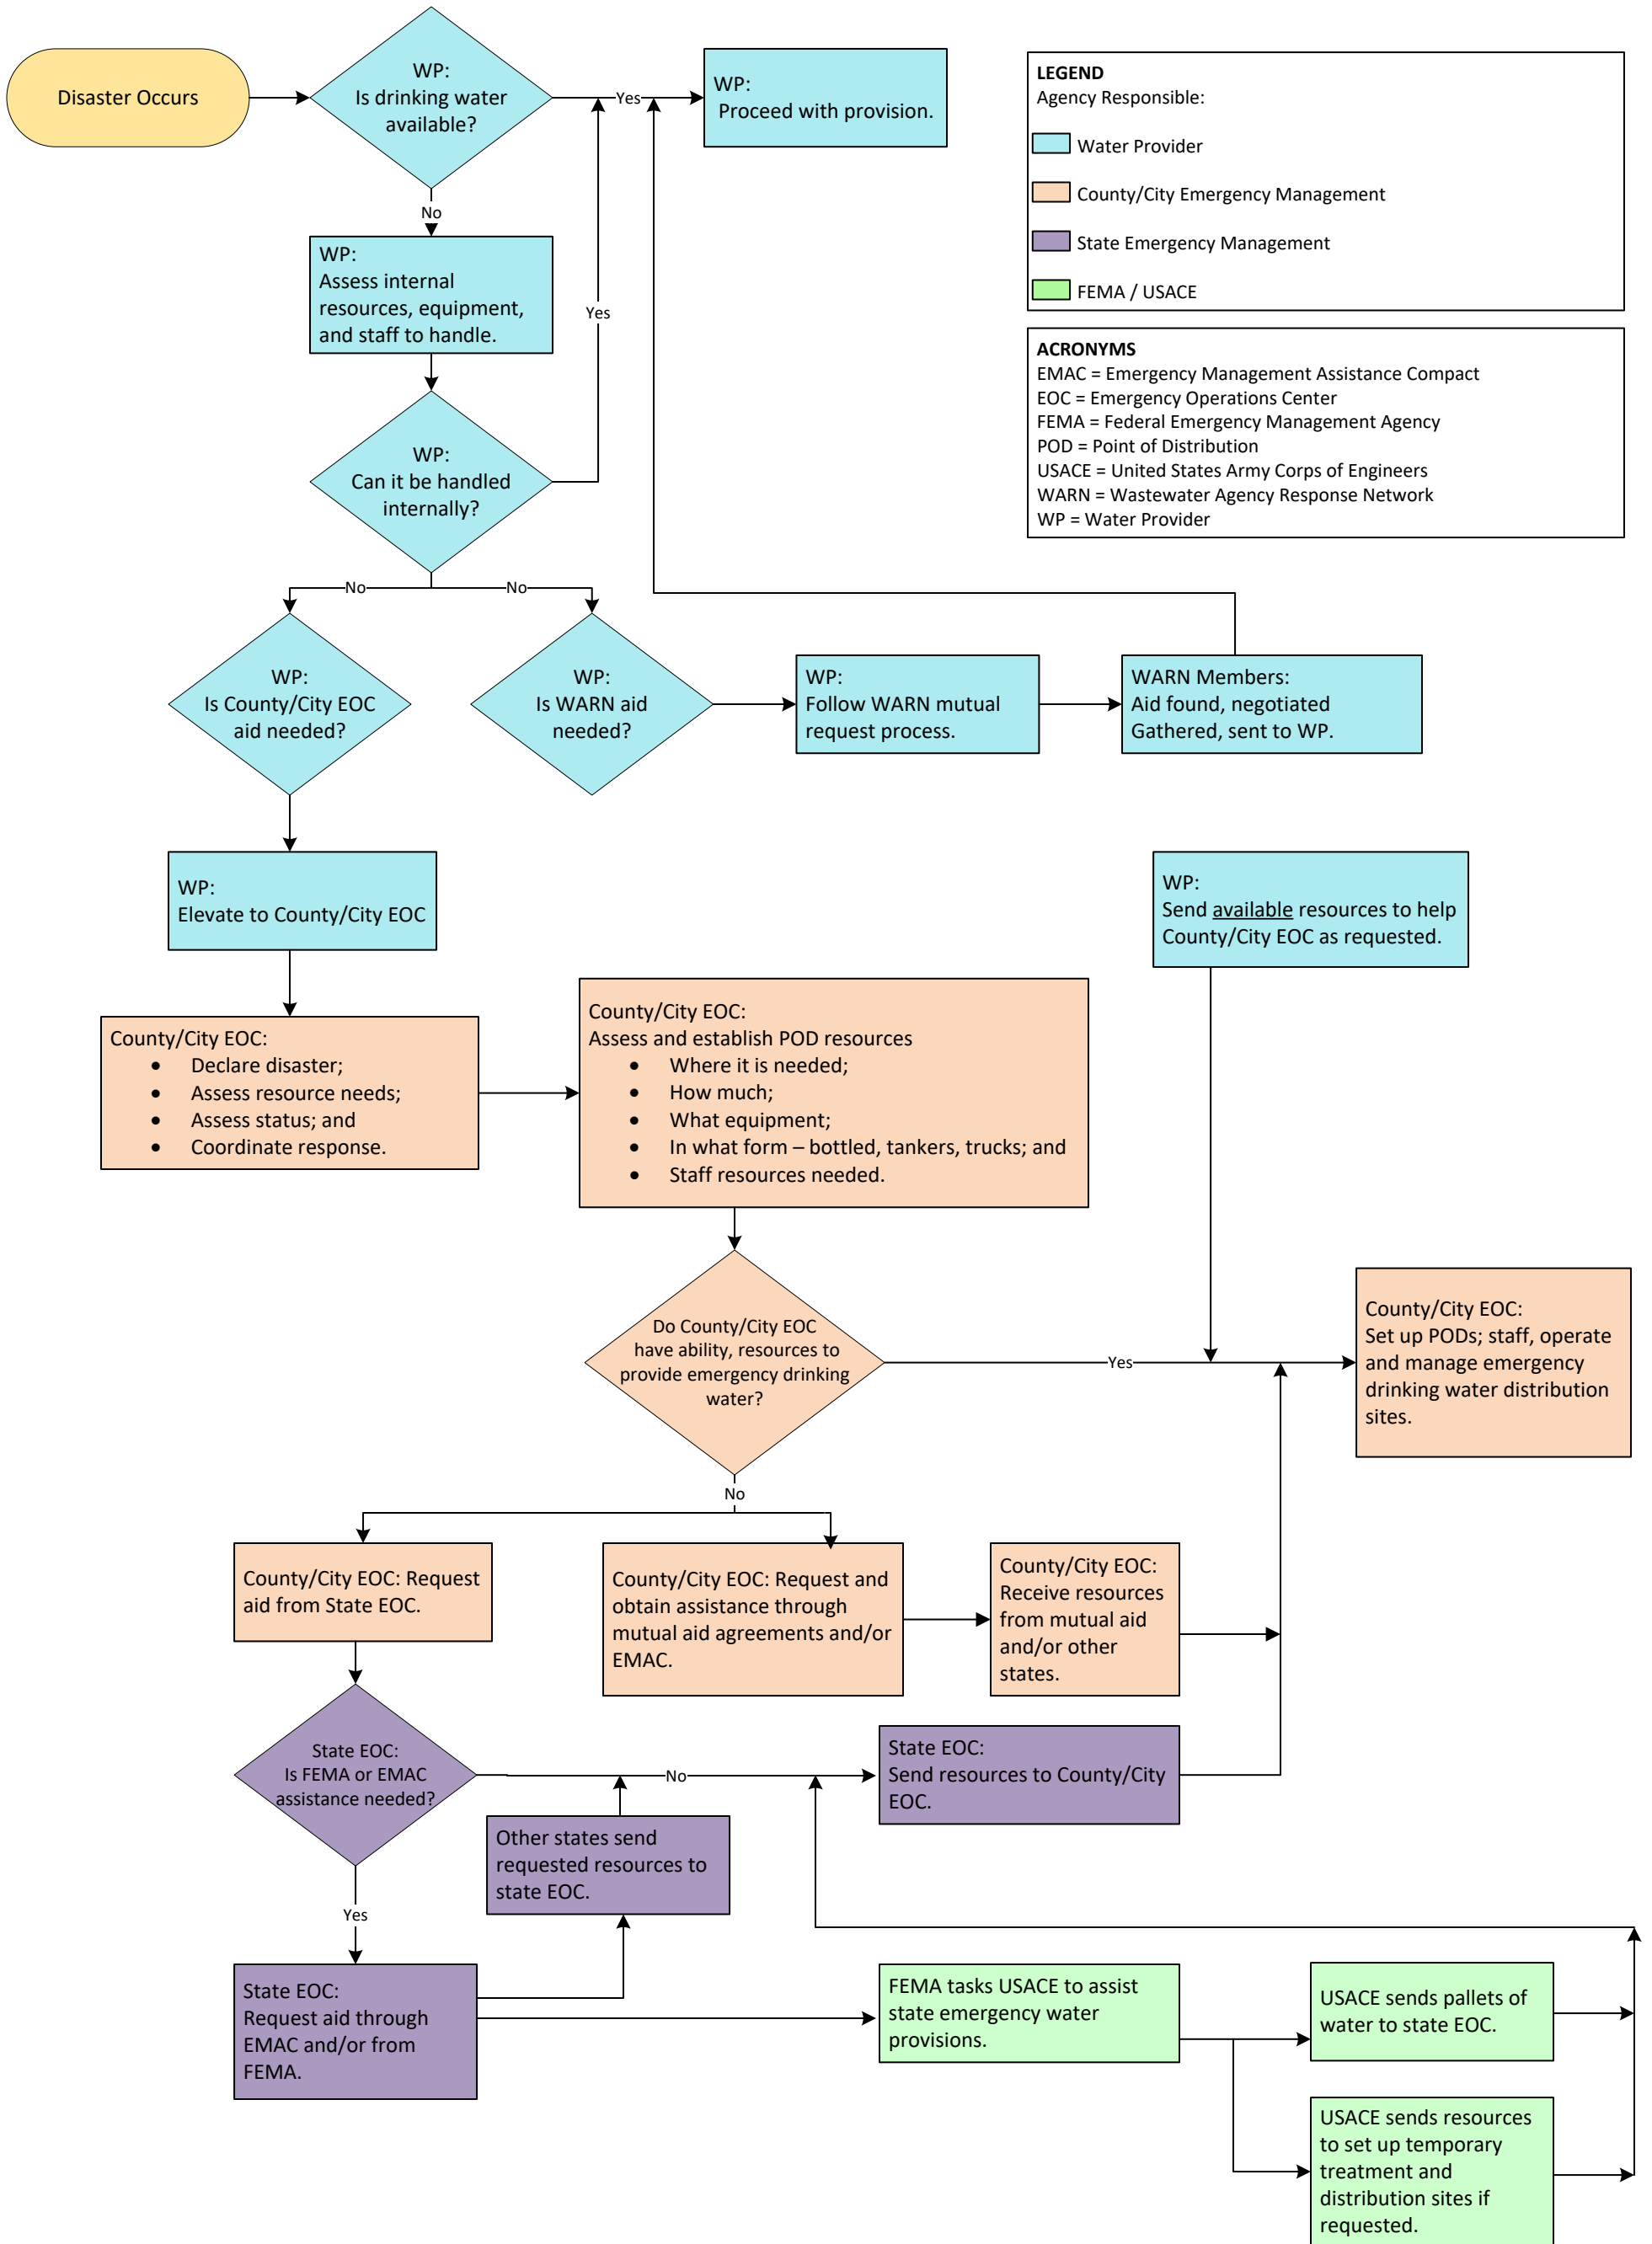 Disaster Occurs
WP:
Is drinking water
available?
Yes
WP:
Proceed with provision.
LEGEND
Agency Responsible:
Water Provider
County/City Emergency Management
State Emergency Management
FEMA / USACE
No
WP:
Assess internal
resources, equipment,
and staff to handle.
Yes
ACRONYMS
EMAC = Emergency Management Assistance Compact
EOC = Emergency Operations Center
FEMA = Federal Emergency Management Agency
POD = Point of Distribution
USACE = United States Army Corps of Engineers
WARN = Wastewater Agency Response Network
WP = Water Provider
WP:
Can it be handled
internally?
No
No
WP:
Is County/City EOC
aid needed?
WP:
Is WARN aid
needed?
WP:
Follow WARN mutual
request process.
WARN Members:
Aid found, negotiated
Gathered, sent to WP.
WP:
Elevate to County/City EOC
WP:
Send available resources to help
County/City EOC as requested.
County/City EOC:
• Declare disaster;
• Assess resource needs;
• Assess status; and
• Coordinate response.
County/City EOC:
Assess and establish POD resources
• Where it is needed;
• How much;
• What equipment;
• In what form – bottled, tankers, trucks; and
• Staff resources needed.
Do County/City EOC
have ability, resources to
provide emergency drinking
water?
Yes
County/City EOC:
Set up PODs; staff, operate
and manage emergency
drinking water distribution
sites.
No
County/City EOC: Request
aid from State EOC.
County/City EOC: Request and
obtain assistance through
mutual aid agreements and/or
EMAC.
County/City EOC:
Receive resources
from mutual aid
and/or other
states.
State EOC:
Is FEMA or EMAC
assistance needed?
No
State EOC:
Send resources to County/City
EOC.
Other states send
requested resources to
state EOC.
Yes
State EOC:
Request aid through
EMAC and/or from
FEMA.
FEMA tasks USACE to assist
state emergency water
provisions.
USACE sends pallets of
water to state EOC.
USACE sends resources
to set up temporary
treatment and
distribution sites if
requested.